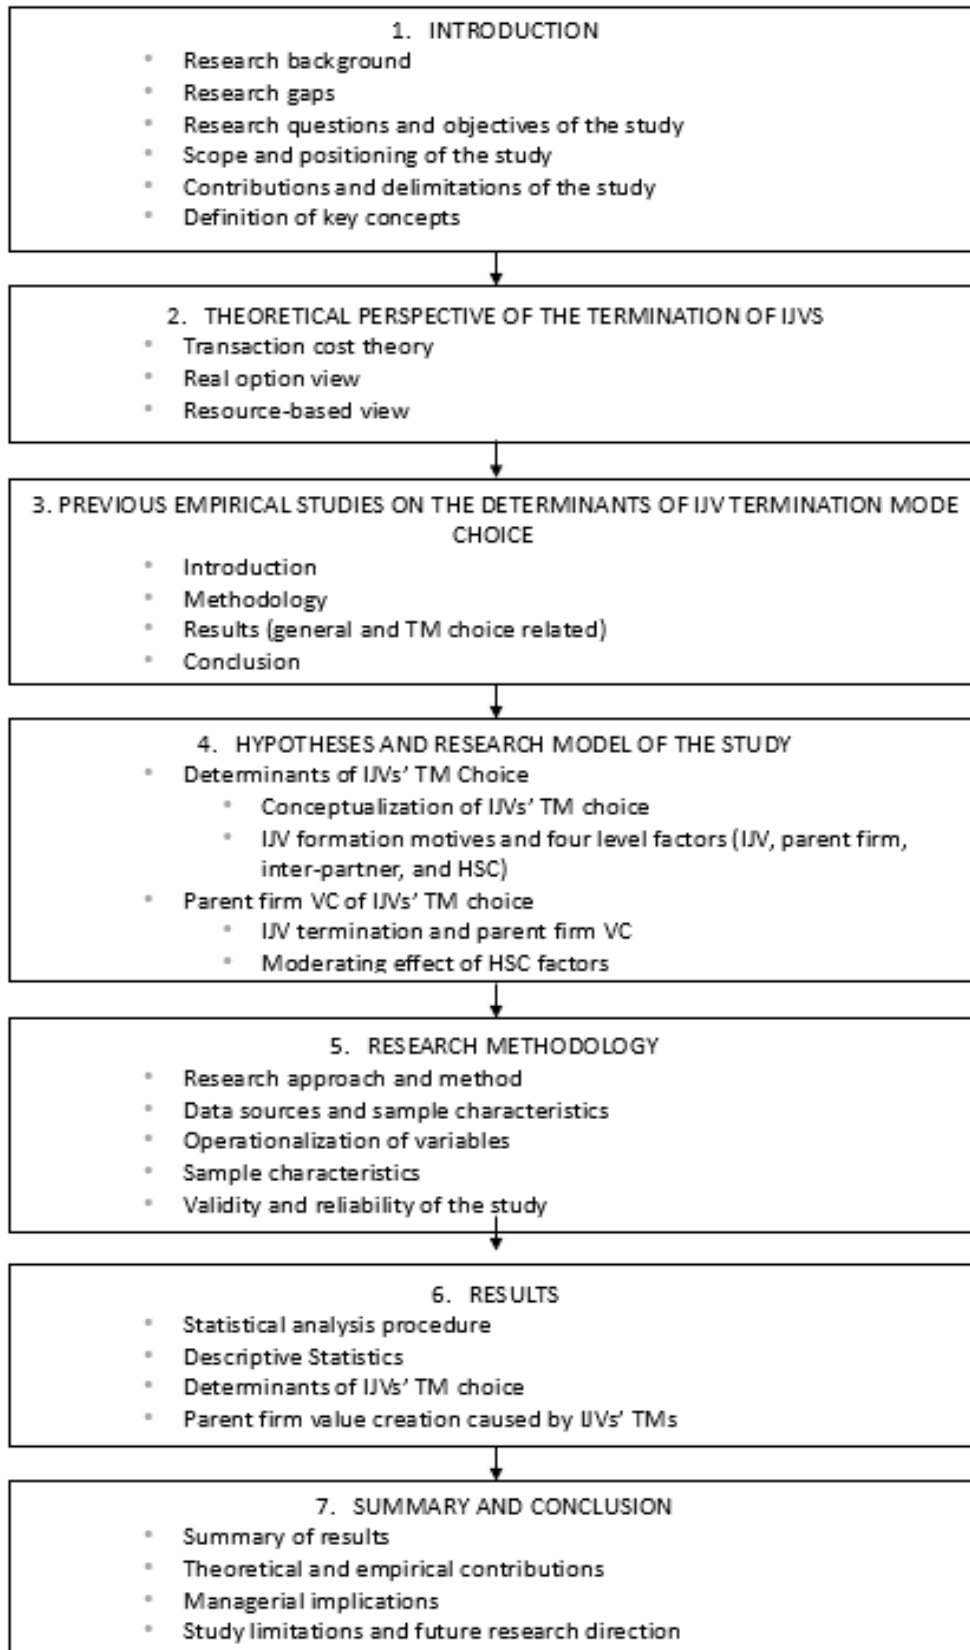 1. INTRODUCTION
• Research background
• Research gaps
• Research questions and objectives of the study
• Scope and positioning of the study
• Contributions and delimitations of the study
• Definition of key concepts
2. THEORETICAL PERSPECTIVE OF THE TERMINATION OF IJVS
• Transaction cost theory
• Real option view
• Resource-based view
3. PREVIOUS EMPIRICAL STUDIES ON THE DETERMINANTS OF IJV TERMINATION MODE
CHOICE
• Introduction
• Methodology
• Results (general and TM choice related)
• Conclusion
4. HYPOTHESES AND RESEARCH MODEL OF THE STUDY
• Determinants of IJVs' TM Choice
• Conceptualization of IJVs' TM choice
• IJV formation motives and four level factors (IJV, parent firm,
inter-partner, and HSC)
• Parent firm VC of IJVs' TM choice
• IJV termination and parent firm VC
• Moderating effect of HSC factors
5. RESEARCH METHODOLOGY
• Research approach and method
• Data sources and sample characteristics
• Operationalization of variables
• Sample characteristics
• Validity and reliability of the study
6. RESULTS
• Statistical analysis procedure
• Descriptive Statistics
• Determinants of IJVs' TM choice
• Parent firm value creation caused by IJVs' TMs
7. SUMMARY AND CONCLUSION
• Summary of results
• Theoretical and empirical contributions
• Managerial implications
• Study limitations and future research direction